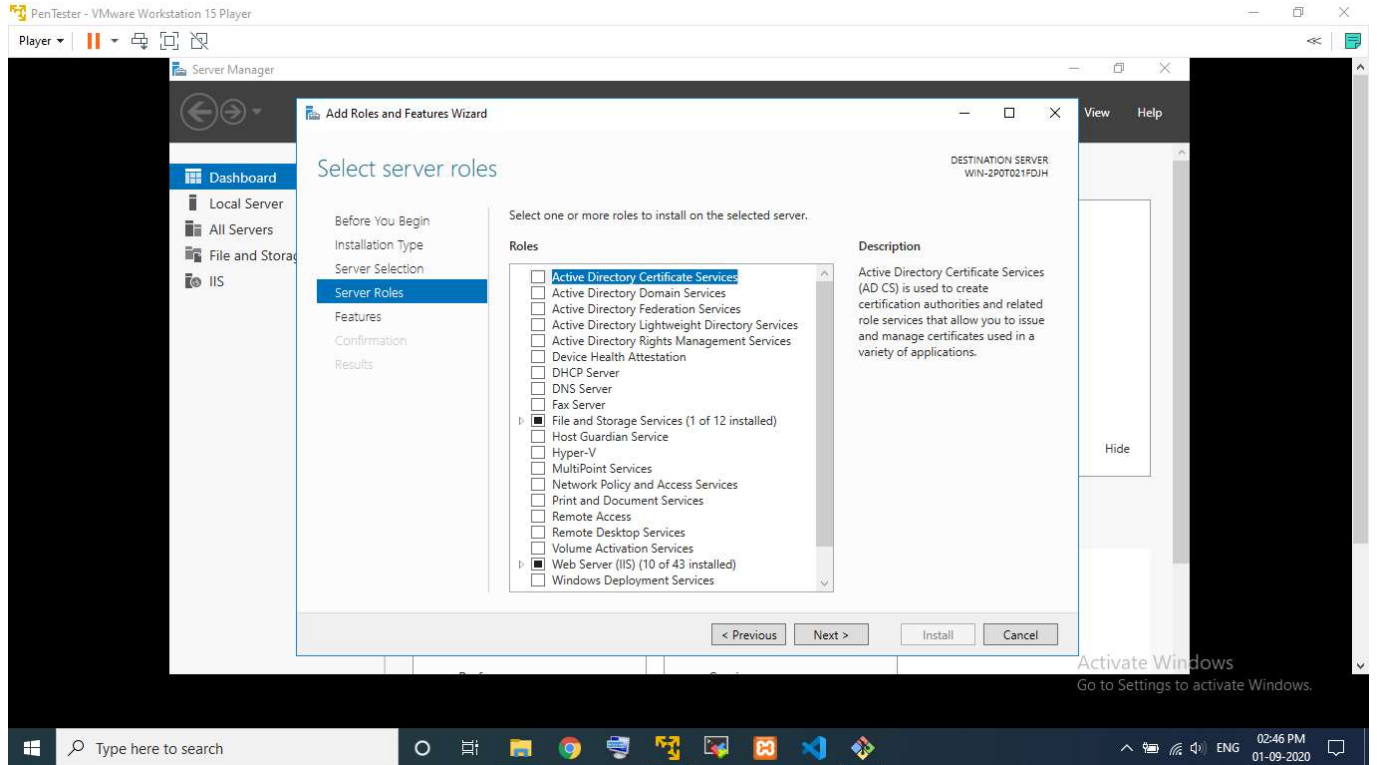 PenTester - VMware Workstation 15 Player
Player
Server Manager
View Help
Dashboard
Local Server
All Servers
File and Storag
IIS
Hide
Add Roles and Features Wizard
Select server roles
DESTINATION SERVER
WIN-2P0T021FDJH
Before You Begin
Installation Type
Server Selection
Server Roles
Features
Confirmation
Results
Select one or more roles to install on the selected server.
Roles
Active Directory Certificate Services
Active Directory Domain Services
Active Directory Federation Services
Active Directory Lightweight Directory Services
Active Directory Rights Management Services
Device Health Attestation
DHCP Server
DNS Server
Fax Server
File and Storage Services (1 of 12 installed)
Host Guardian Service
Hyper-V
MultiPoint Services
Network Policy and Access Services
Print and Document Services
Remote Access
Remote Desktop Services
Volume Activation Services
Web Server (IIS) (10 of 43 installed)
Windows Deployment Services
Description
Active Directory Certificate Services
(AD CS) is used to create
certification authorities and related
role services that allow you to issue
and manage certificates used in a
variety of applications.
< Previous Next > Install Cancel
Activate Windows
Go to Settings to activate Windows.
Type here to search
ENG
02:46 PM
01-09-2020